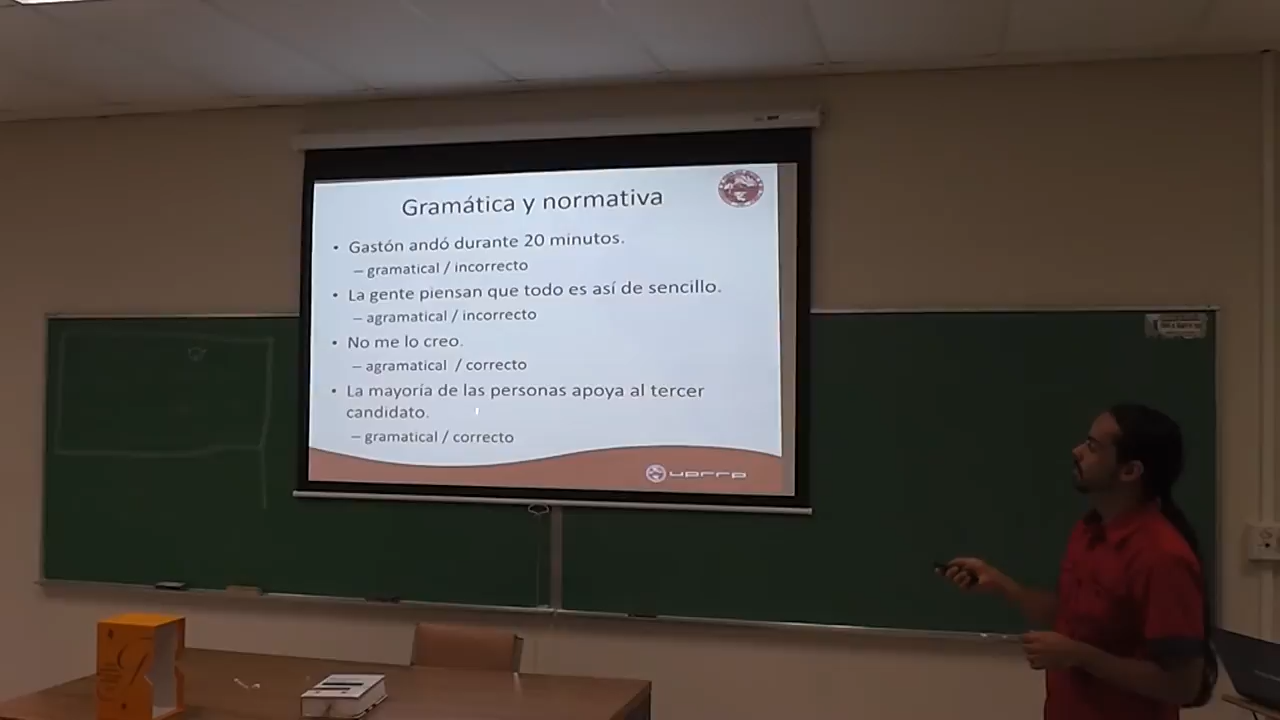 Gramática y normativa
• Gastón andó durante 20 minutos.
– gramatical / incorrecto
• La gente piensan que todo es así de sencillo.
– agramatical / incorrecto
• No me lo creo.
– agramatical / correcto
• La mayoría de las personas apoya al tercer
candidato.
– gramatical / correcto
uprrp